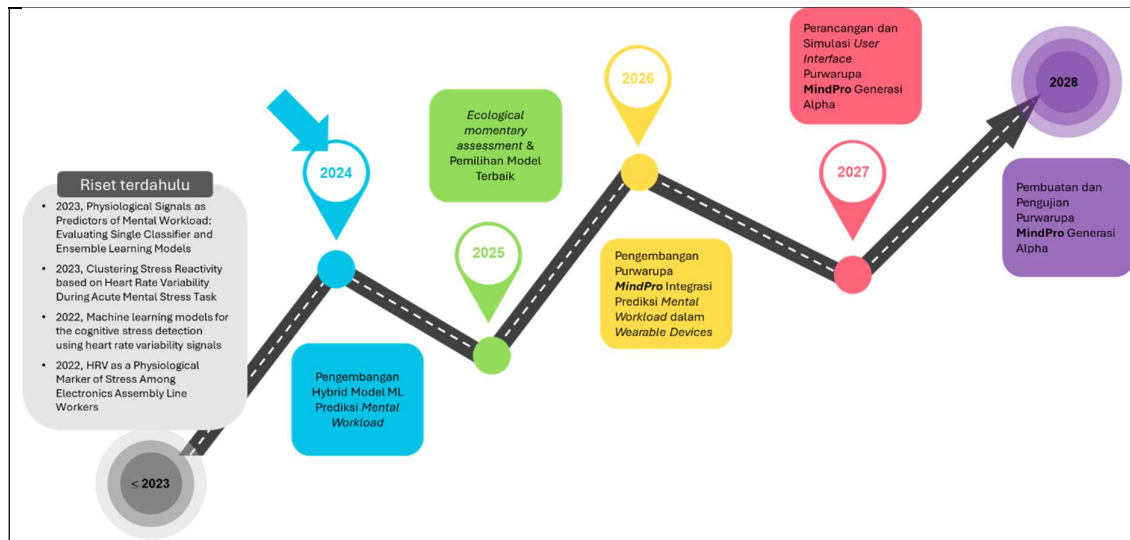 Riset terdahulu
• 2023, Physiological Signals as
Predictors of Mental Workload:
Evaluating Single Classifier and
Ensemble Learning Models
• 2023, Clustering Stress Reactivity
based on Heart Rate Variability
During Acute Mental Stress Task
• 2022, Machine learning models for
the cognitive stress detection
using heart rate variability signals
• 2022, HRV as a Physiological
Marker of Stress Among
Electronics Assembly Line
Workers
≤ 2023
2024
Pengembangan
Hybrid Model ML
Prediksi Mental
Workload
Ecological
momentary
assessment &
Pemilihan Model
Terbaik
2025
2026
Pengembangan
Purwarupa
MindPro Integrasi
Prediksi Mental
Workload dalam
Wearable Devices
Perancangan dan
Simulasi User
Interface
Purwarupa
MindPro Generasi
Alpha
2027
2028
Pembuatan dan
Pengujian
Purwarupa
MindPro Generasi
Alpha